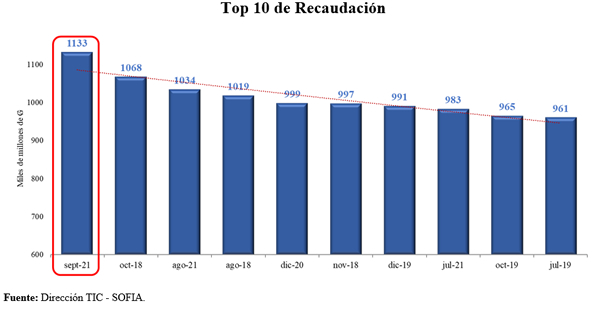 Top 10 de Recaudación
Miles de millones de G
1100
1000
900
800
700
600
1133
1068
1034
1019
999
997
991
983
965
961
sept-21
oct-18
ago-21
ago-18
dic-20
nov-18
dic-19
jul-21
oct-19
jul-19
Fuente: Dirección TIC - SOFIA.